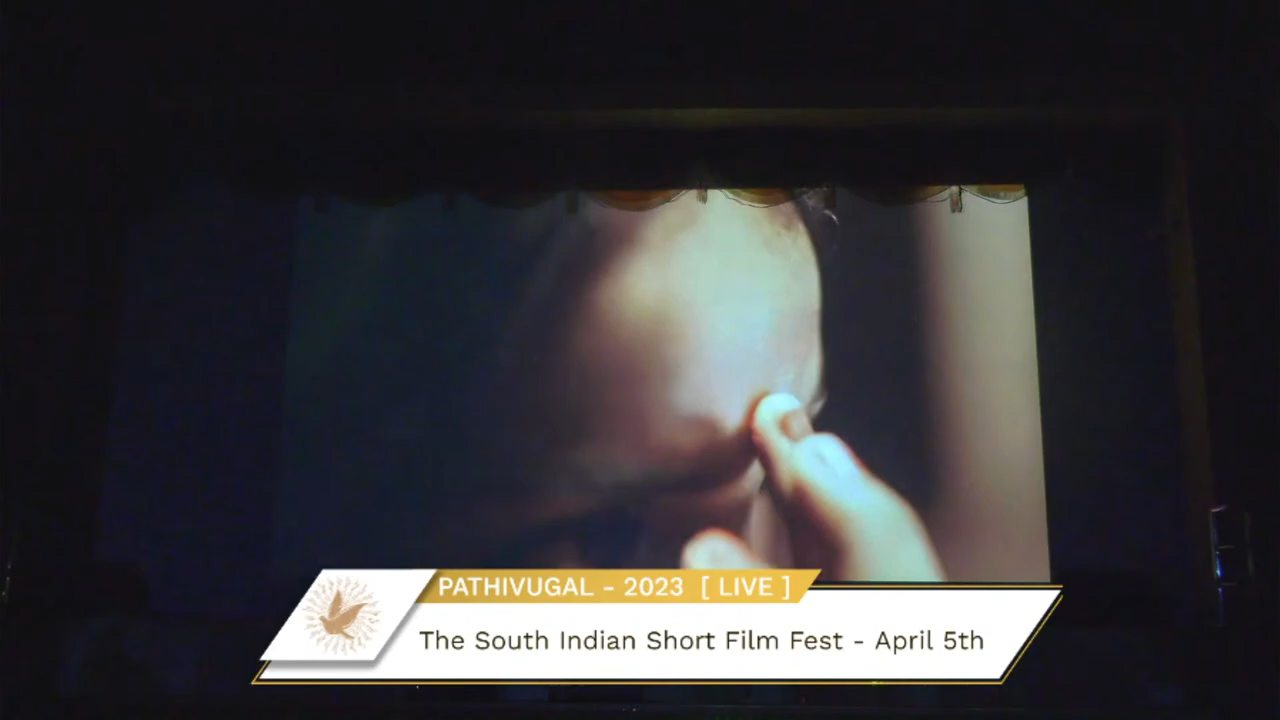 PATHIVUGAL - 2023 [ LIVE ]
The South Indian Short Film Fest - April 5th